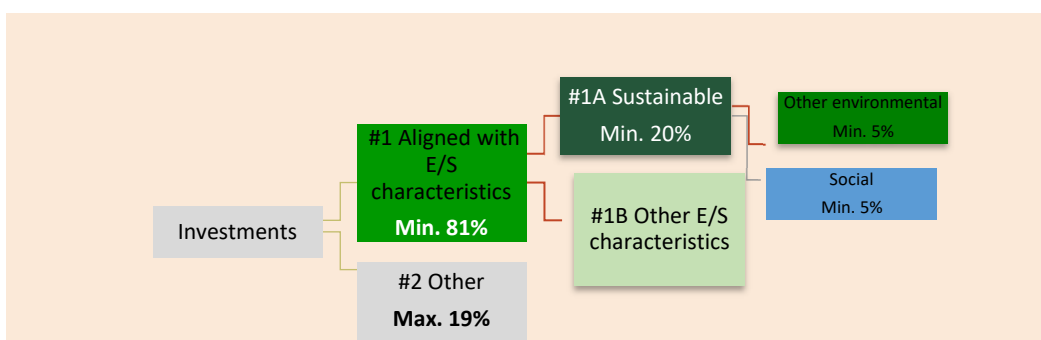 Investments
#1 Aligned with
E/S
characteristics
Min. 81%
#2 Other
Max. 19%
#1A Sustainable
Min. 20%
#1B Other E/S
characteristics
Other environmental
Min. 5%
Social
Min. 5%